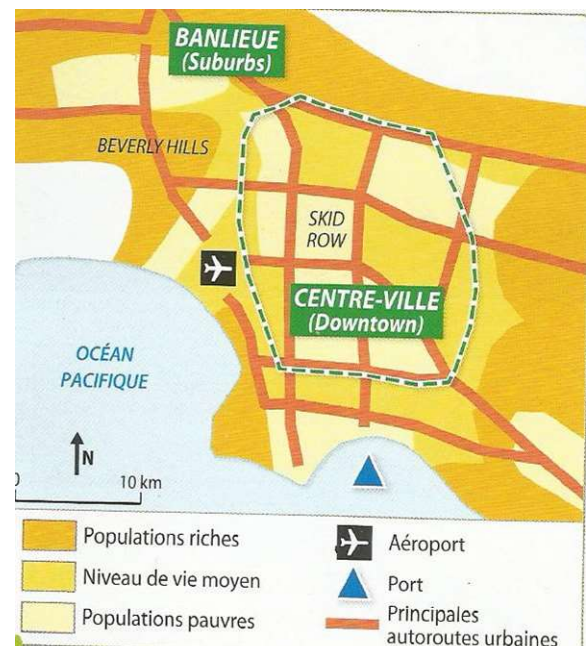 BANLIEUE
(Suburbs)
BEVERLY HILLS
SKID
ROW
CENTRE-VILLE
(Downtown)
OCÉAN
PACIFIQUE
N
0 10 km
Populations riches
Niveau de vie moyen
Populations pauvres
Aéroport
Port
Principales
autoroutes urbaines